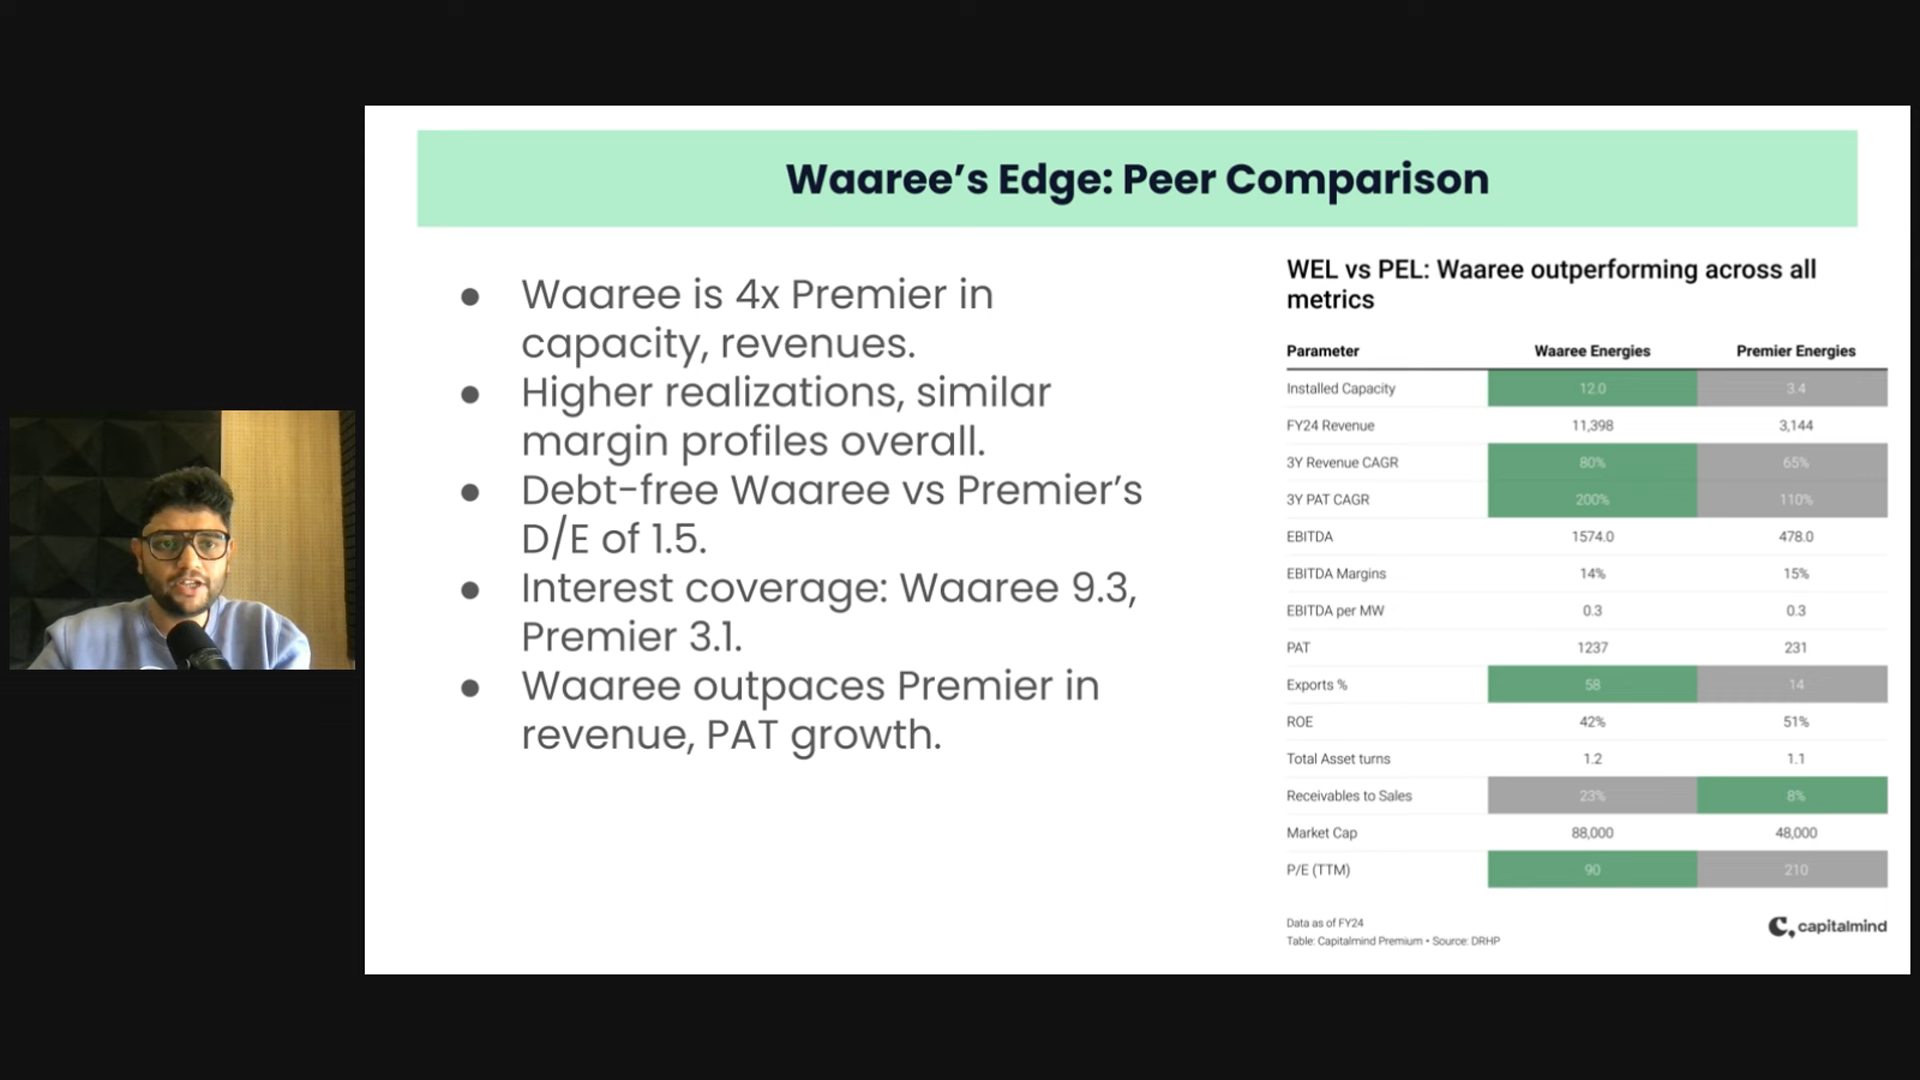 Waaree’s Edge: Peer Comparison
● Waaree is 4x Premier in
capacity, revenues.
● Higher realizations, similar
margin profiles overall.
● Debt-free Waaree vs Premier’s
D/E of 1.5.
● Interest coverage: Waaree 9.3,
Premier 3.1.
● Waaree outpaces Premier in
revenue, PAT growth.
WEL vs PEL: Waaree outperforming across all
metrics
Parameter Waaree Energies Premier Energies
Installed Capacity 12.0 3.4
FY24 Revenue 11,398 3,144
3Y Revenue CAGR 80% 65%
3Y PAT CAGR 200% 110%
EBITDA 1574.0 478.0
EBITDA Margins 14% 15%
EBITDA per MW 0.3 0.3
PAT 1237 231
Exports % 58 14
ROE 42% 51%
Total Asset turns 1.2 1.1
Receivables to Sales 23% 8%
Market Cap 88,000 48,000
P/E (TTM) 90 210
Data as of FY24
Table: Capitalmind Premium • Source: DRHP
capitalmind